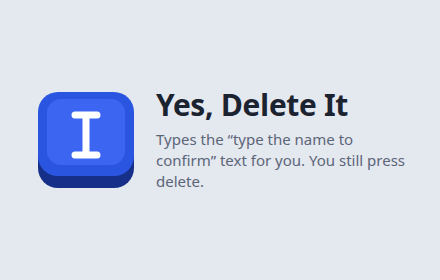 Yes, Delete It
Types the “type the name to
confirm” text for you. You still press
delete.